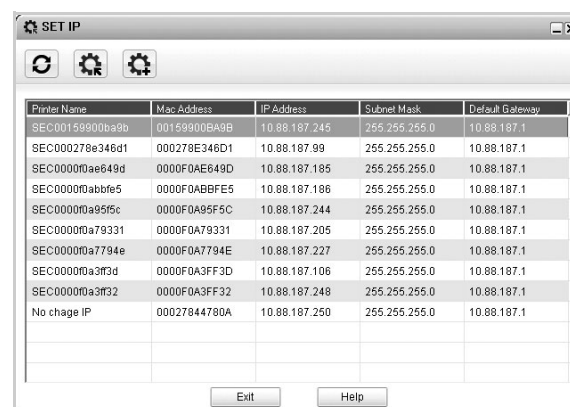 SET IP
Printer Name Mac Address IP Address Subnet Mask Default Gateway
SEC00159900ba9b 00159900BA9B 10.88.187.245 255.255.255.0 10.88.187.1
SEC000278e346d1 000278E346D1 10.88.187.99 255.255.255.0 10.88.187.1
SEC0000f0ae649d 0000F0AE649D 10.88.187.185 255.255.255.0 10.88.187.1
SEC0000f0abbfe5 0000F0ABBFE5 10.88.187.186 255.255.255.0 10.88.187.1
SEC0000f0a95f5c 0000F0A95F5C 10.88.187.244 255.255.255.0 10.88.187.1
SEC0000f0a79331 0000F0A79331 10.88.187.205 255.255.255.0 10.88.187.1
SEC0000f0a7794e 0000F0A7794E 10.88.187.227 255.255.255.0 10.88.187.1
SEC0000f0a3ff3d 0000F0A3FF3D 10.88.187.106 255.255.255.0 10.88.187.1
SEC0000f0a3ff32 0000F0A3FF32 10.88.187.248 255.255.255.0 10.88.187.1
No chage IP 00027844780A 10.88.187.250 255.255.255.0 10.88.187.1
Exit Help